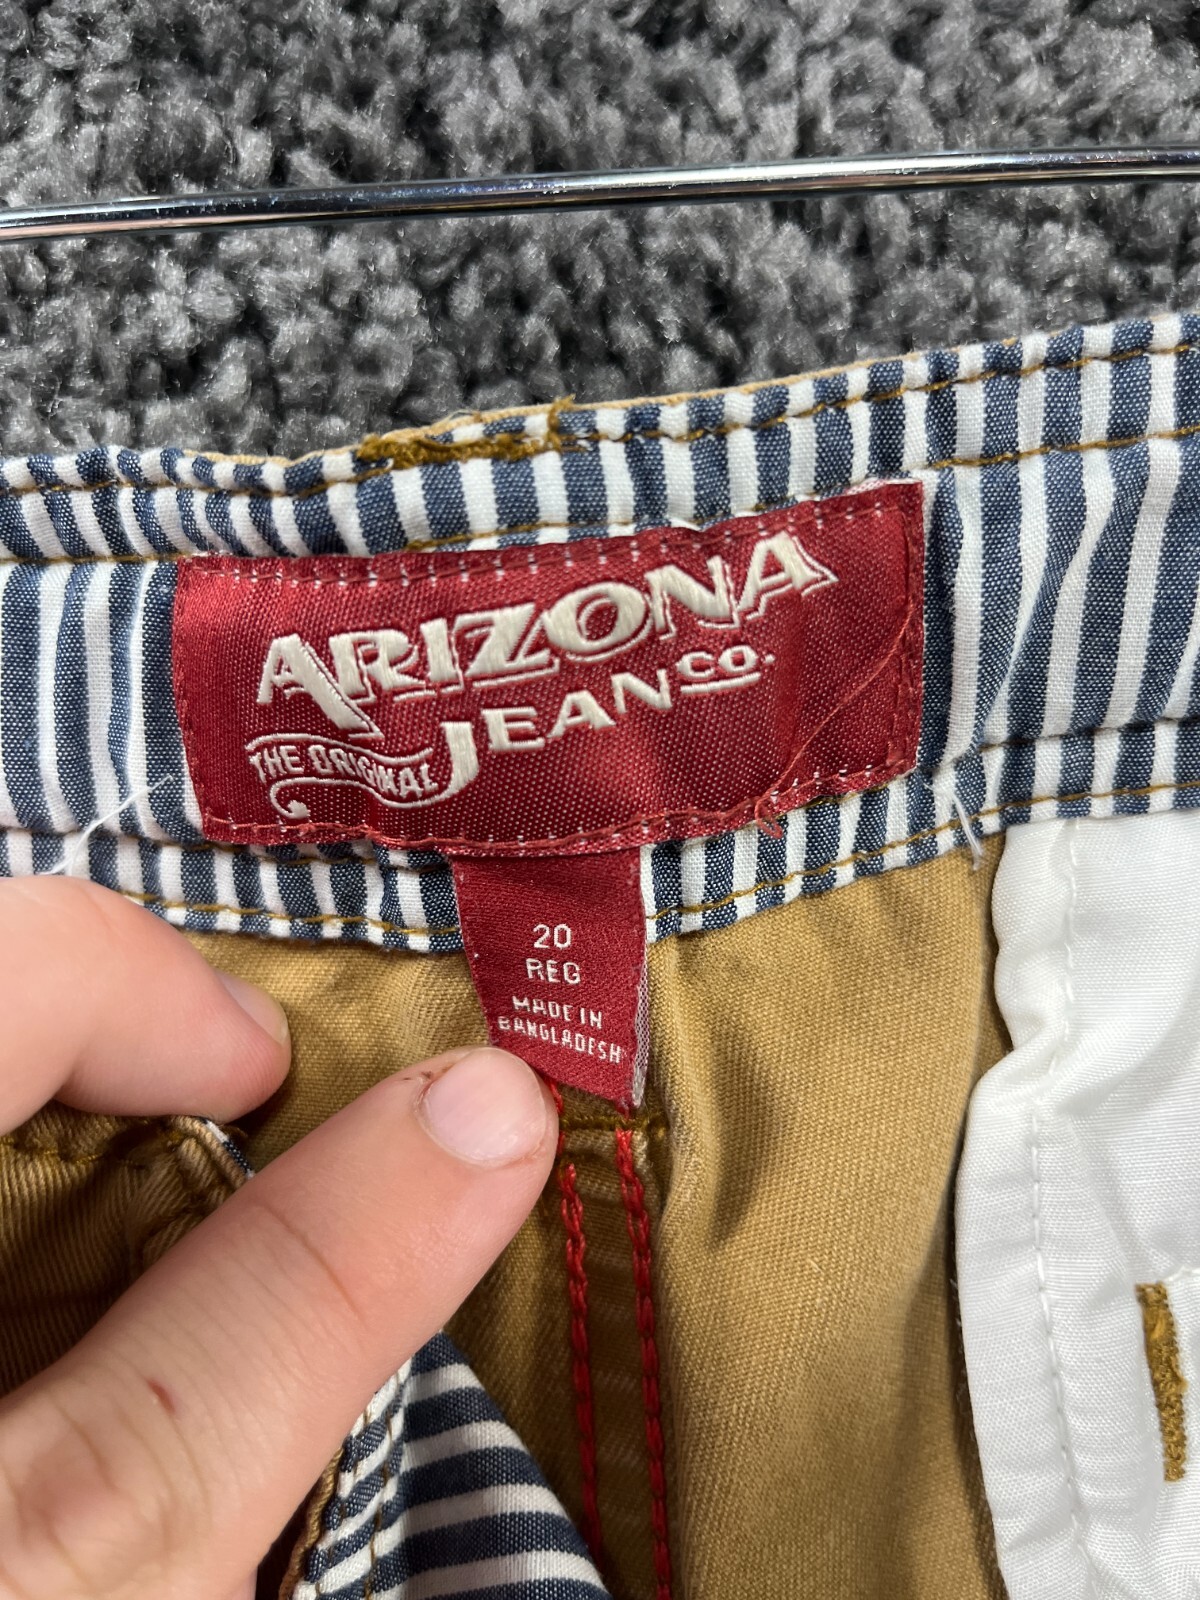 ARIZONA
JEAN CO.
THE ORIGINAL
20
REG
MADE IN
BANGLADESH